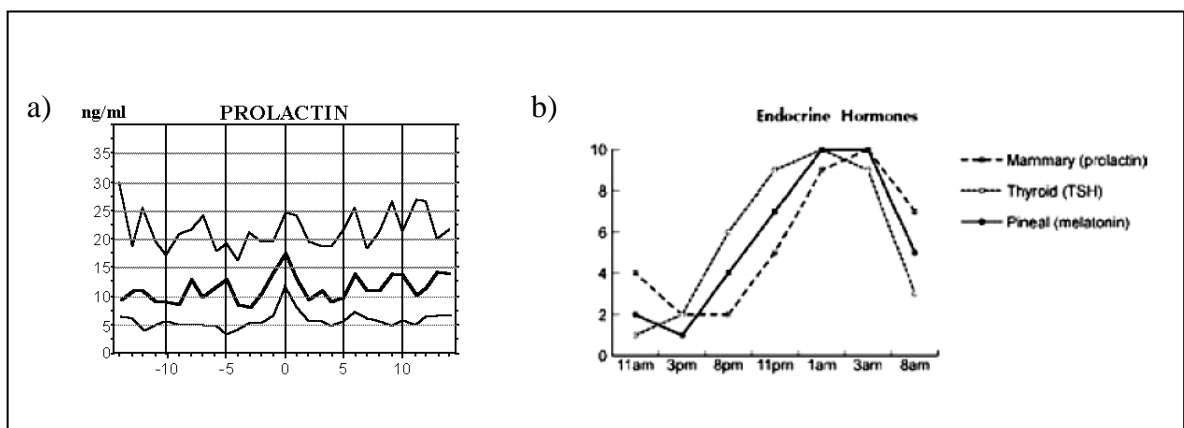 a)
ng/ml
PROLACTIN
35
30
25
20
15
10
5
0
-10
-5
0
5
10
b)
Endocrine Hormones
10
8
6
4
2
0
11am 3pm 8pm 11pm 1am 3am 8am
Mammary (prolactin)
Thyroid (TSH)
Pineal (melatonin)